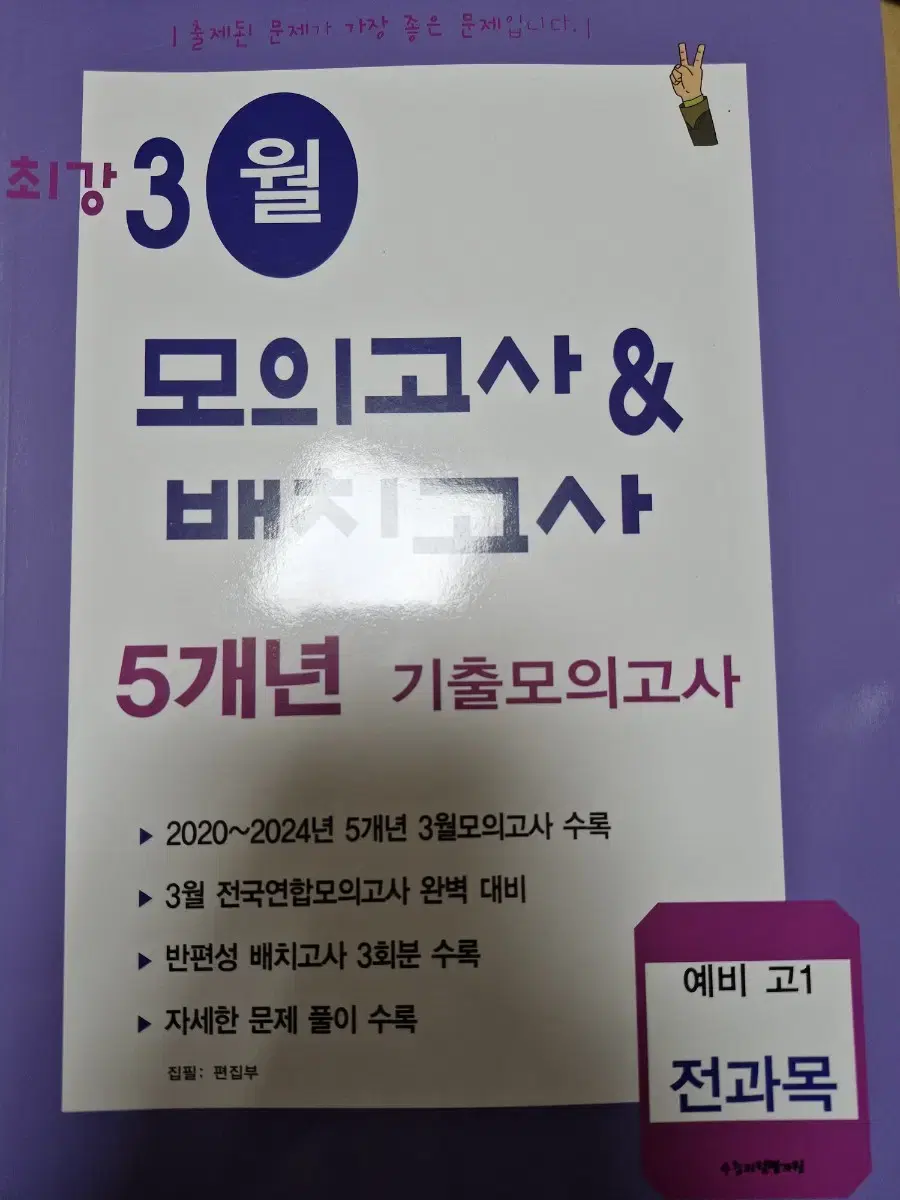 | 출제된 문제가 가장 좋은 문제입니다. |
최강 3월
모의고사 &
배치고사
5개년 기출모의고사
▶ 2020~2024년 5개년 3월모의고사 수록
▶ 3월 전국연합모의고사 완벽 대비
▶ 반편성 배치고사 3회분 수록
▶ 자세한 문제 풀이 수록
집필: 편집부
예비 고1
전과목